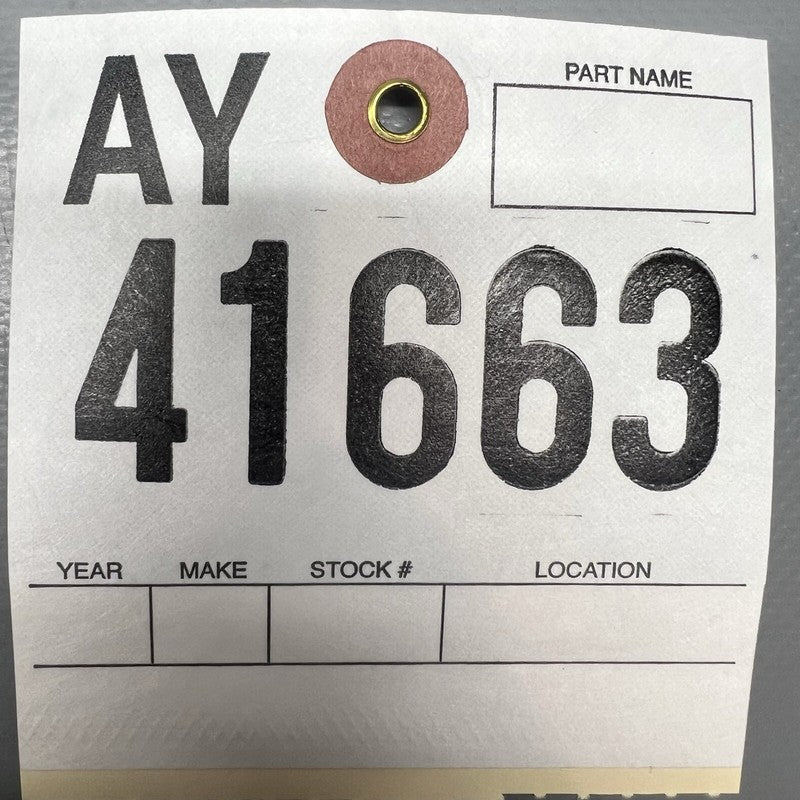 AY
PART NAME
41663
YEAR MAKE STOCK # LOCATION